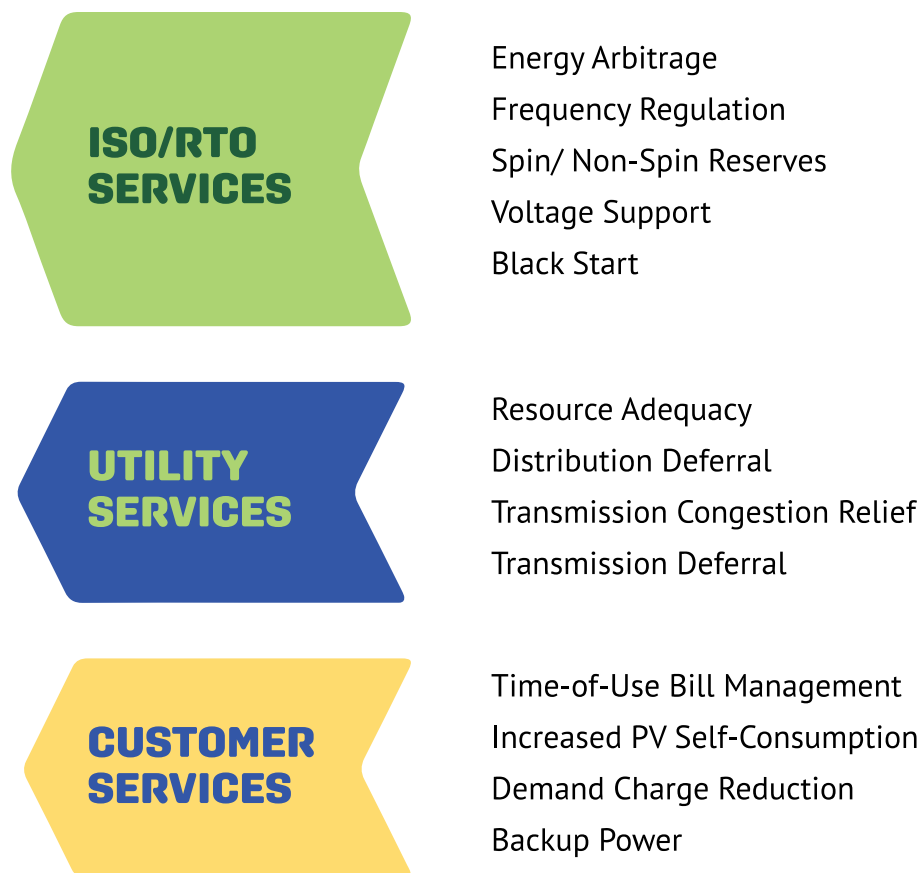 ISO/RTO
SERVICES
Energy Arbitrage
Frequency Regulation
Spin/ Non-Spin Reserves
Voltage Support
Black Start
UTILITY
SERVICES
Resource Adequacy
Distribution Deferral
Transmission Congestion Relief
Transmission Deferral
CUSTOMER
SERVICES
Time-of-Use Bill Management
Increased PV Self-Consumption
Demand Charge Reduction
Backup Power